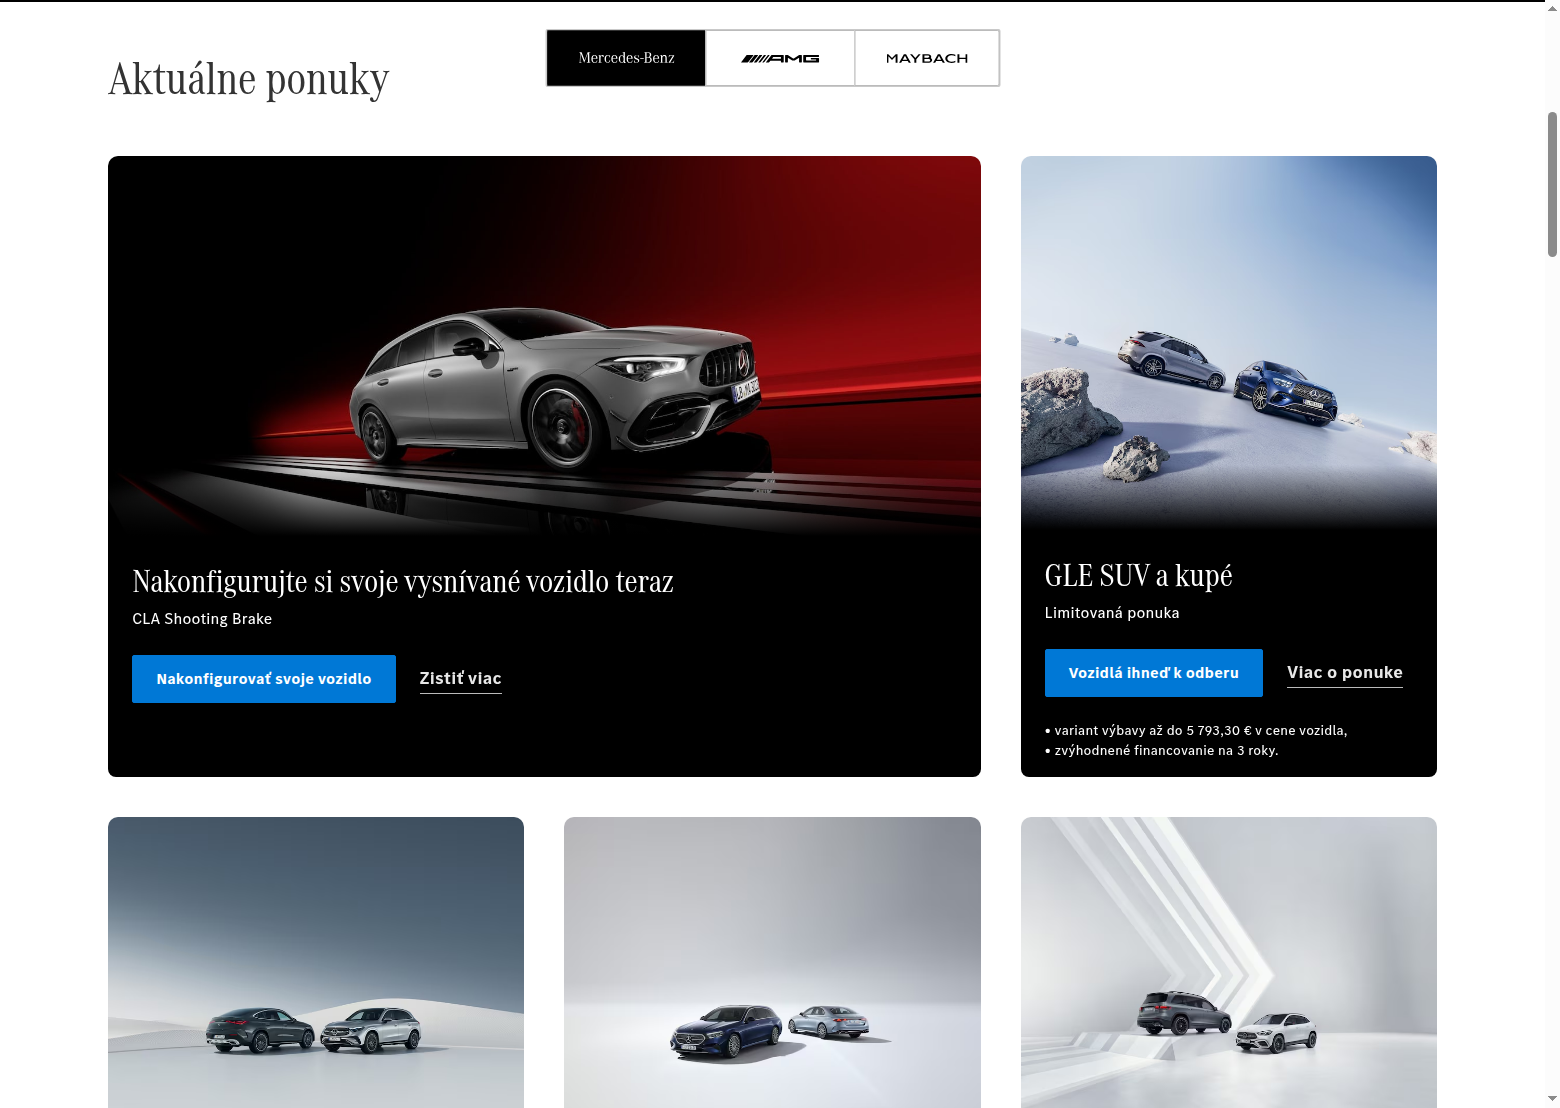 Aktuálne ponuky
Mercedes-Benz
AMG
MAYBACH
Nakonfigurujte si svoje vysnívané vozidlo teraz
CLA Shooting Brake
Nakonfigurovať svoje vozidlo
Zistiť viac
GLE SUV a kupé
Limitovaná ponuka
Vozidlá ihneď k odberu
Viac o ponuke
• variant výbavy až do 5 793,30 € v cene vozidla,
• zvýhodnené financovanie na 3 roky.